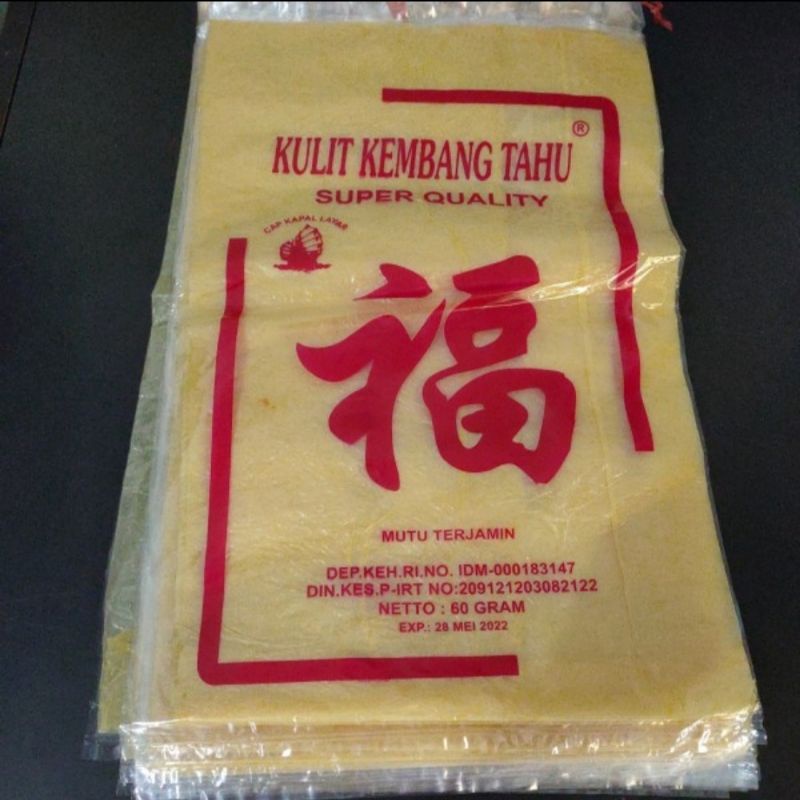 KULIT KEMBANG TAHU ®
SUPER QUALITY
CAP KAPAL LAYAR
福
MUTU TERJAMIN
DEP.KEH.RI.NO. IDM-000183147
DIN.KES.P-IRT NO:209121203082122
NETTO : 60 GRAM
EXP.: 28 MEI 2022